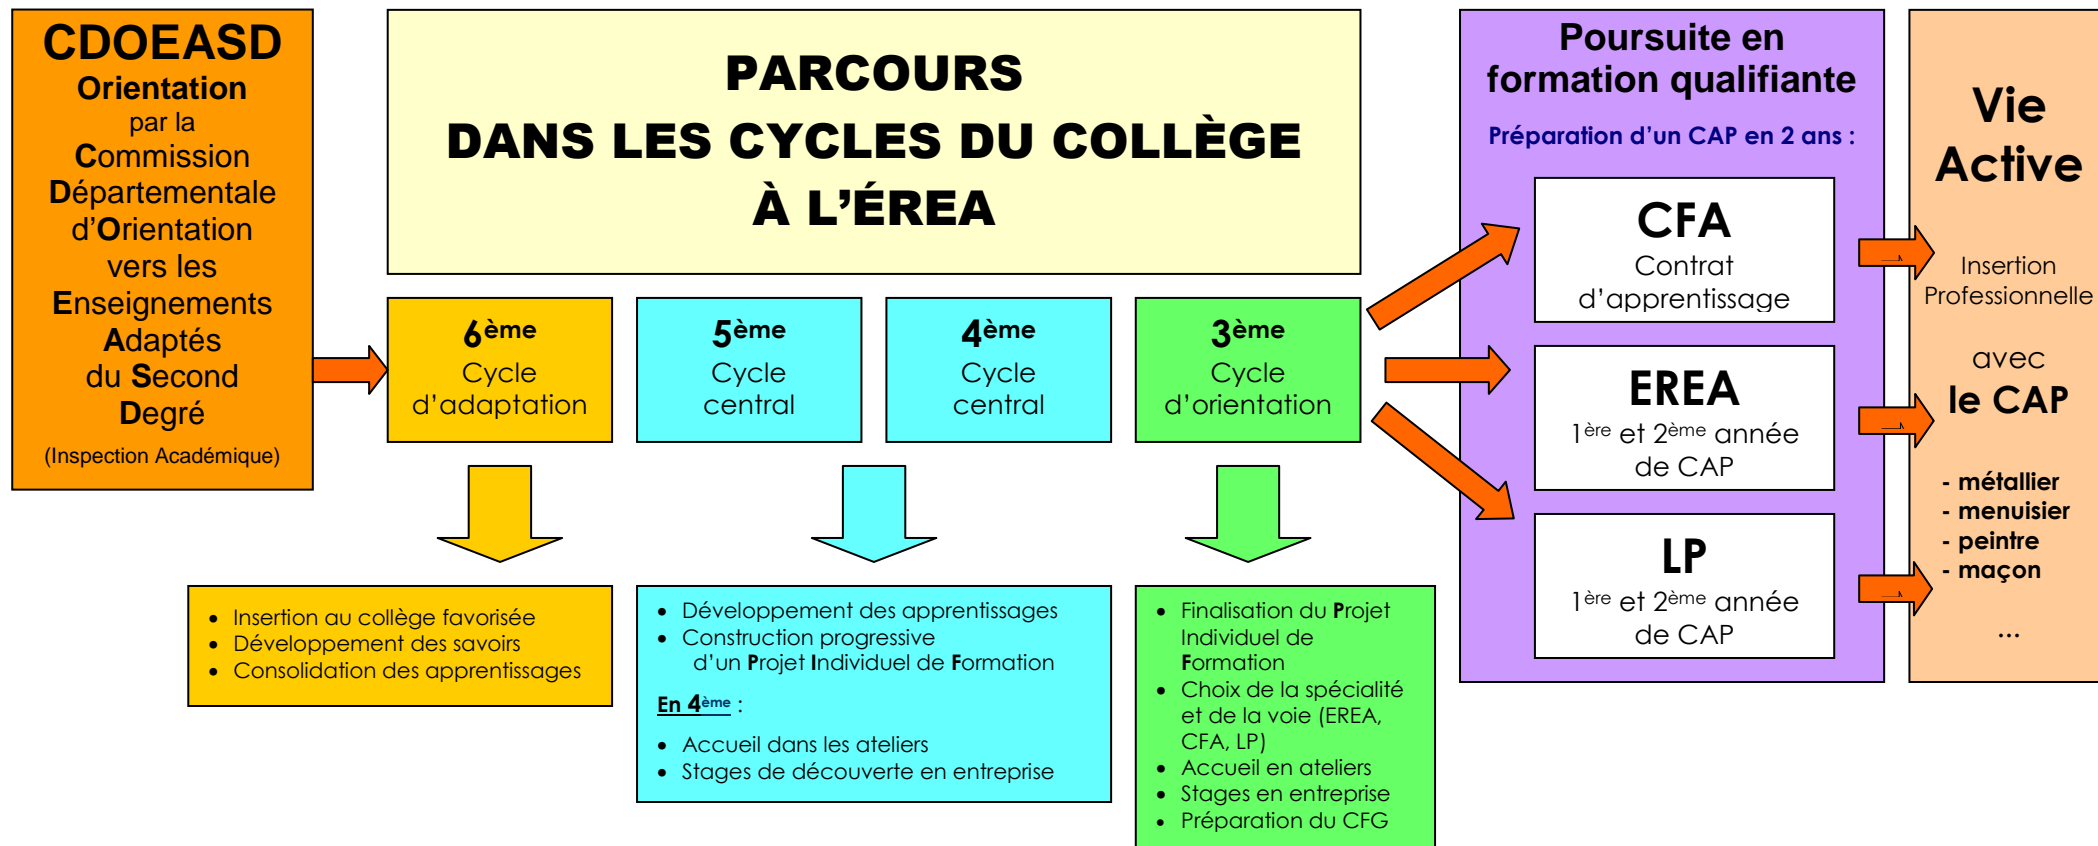 CDOEASD
Orientation
par la
Commission
Départementale
d'Orientation
vers les
Enseignements
Adaptés
du Second
Degré
(Inspection Académique)
PARCOURS
DANS LES CYCLES DU COLLÈGE
À L'ÉREA
6ème
Cycle
d'adaptation
5ème
Cycle
central
4ème
Cycle
central
3ème
Cycle
d'orientation
• Insertion au collège favorisée
• Développement des savoirs
• Consolidation des apprentissages
• Développement des apprentissages
• Construction progressive
d'un Projet Individuel de Formation
En 4ème :
• Accueil dans les ateliers
• Stages de découverte en entreprise
• Finalisation du Projet
Individuel de
Formation
• Choix de la spécialité
et de la voie (EREA,
CFA, LP)
• Accueil en ateliers
• Stages en entreprise
• Préparation du CFG
Poursuite en
formation qualifiante
Préparation d'un CAP en 2 ans :
CFA
Contrat
d'apprentissage
EREA
1ère et 2ème année
de CAP
LP
1ère et 2ème année
de CAP
Vie
Active
Insertion
Professionnelle
avec
le CAP
- métallier
- menuisier
- peintre
- maçon
...